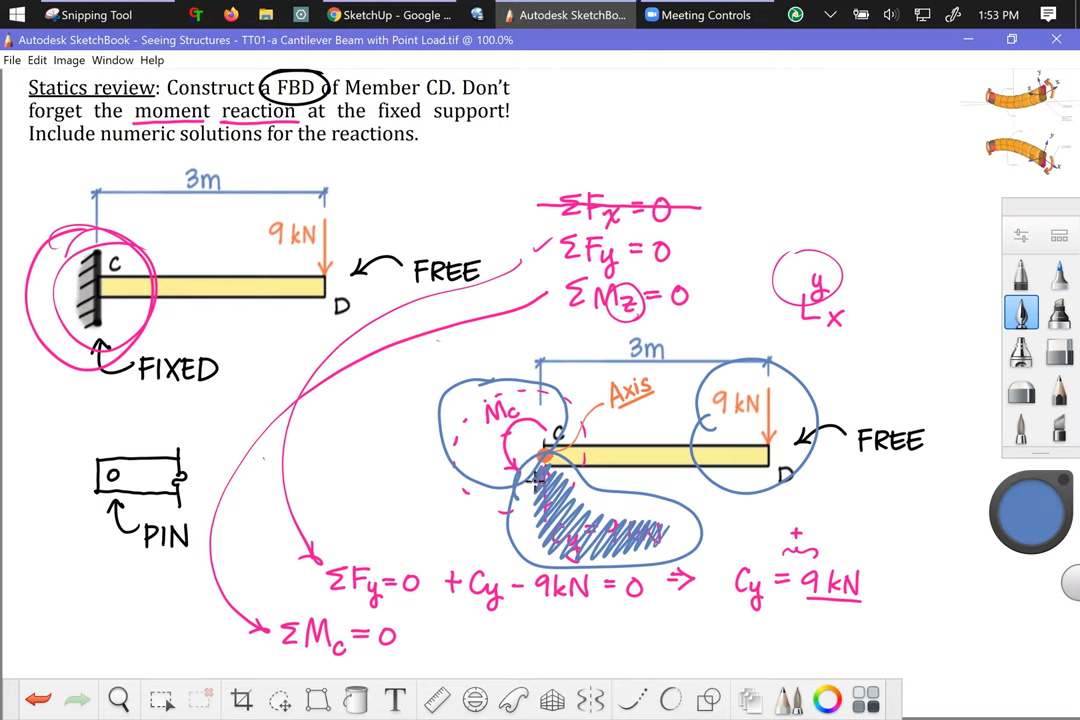 Snipping Tool
SketchUp - Google ...
Autodesk SketchBo...
Meeting Controls
1:53 PM
Autodesk SketchBook - Seeing Structures - TT01-a Cantilever Beam with Point Load.tif @ 100.0%
File Edit Image Window Help
Statics review: Construct a FBD of Member CD. Don't
forget the moment reaction at the fixed support!
Include numeric solutions for the reactions.
3m
9 kN
C
D
FREE
FIXED
PIN
ΣFx = 0
ΣFy = 0
ΣMz = 0
y
x
3m
Axis
Mc
C
9 kN
D
FREE
ΣFy=0 +Cy - 9kN = 0 ⇒ Cy = 9 kN
+
ΣMc = 0